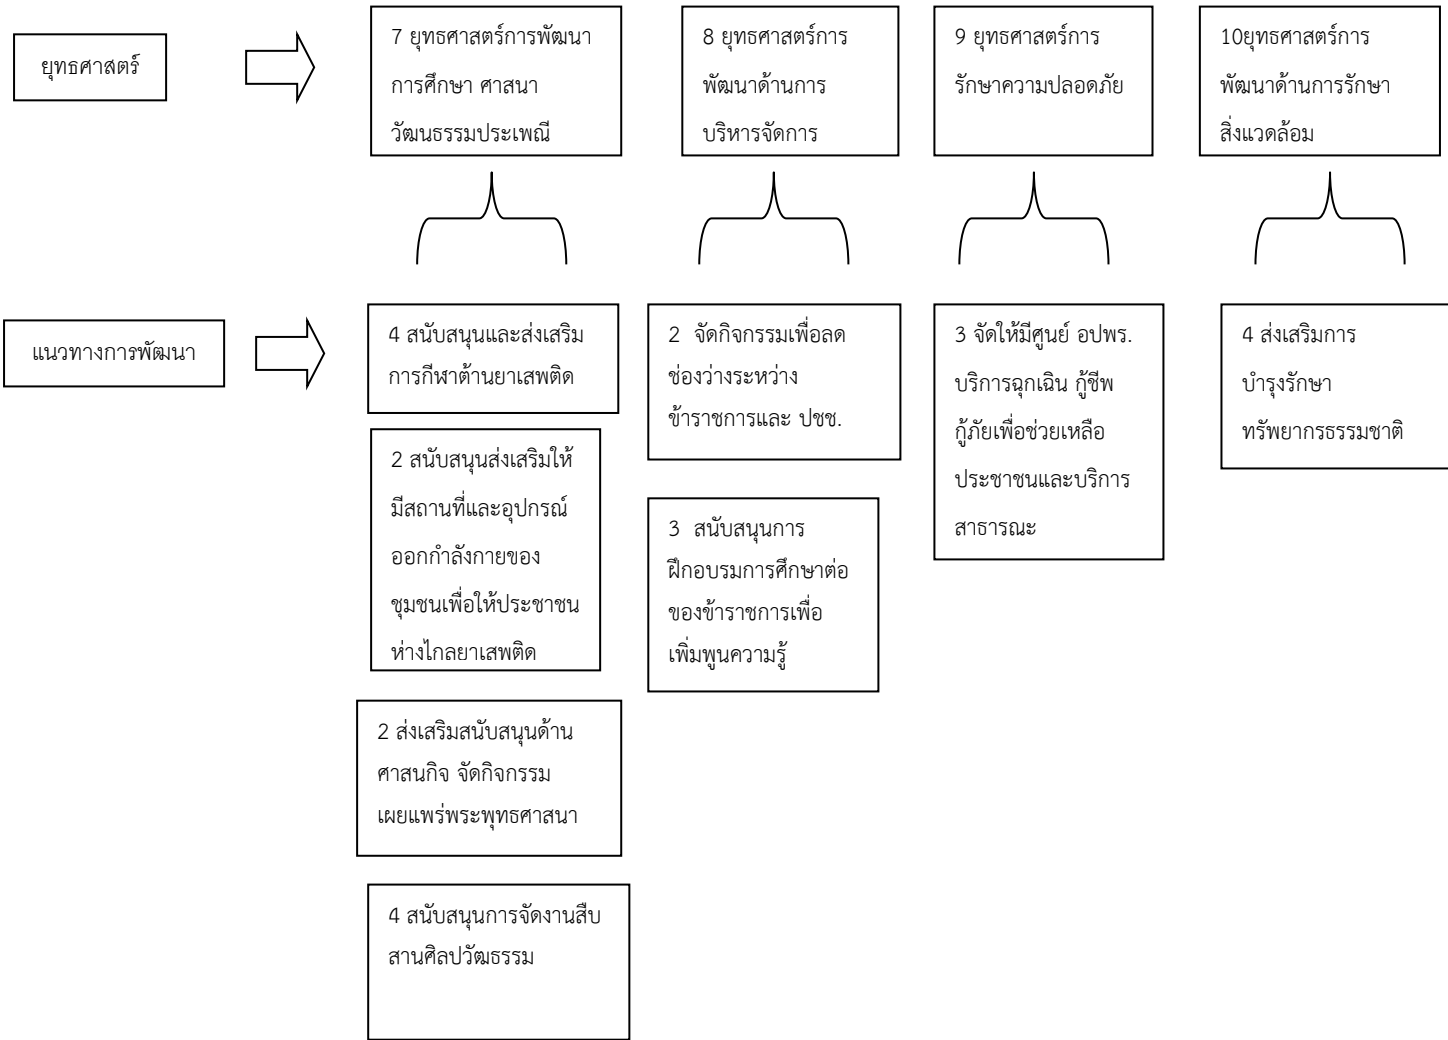 ยุทธศาสตร์
7 ยุทธศาสตร์การพัฒนา
การศึกษา ศาสนา
วัฒนธรรมประเพณี
8 ยุทธศาสตร์การ
พัฒนาด้านการ
บริหารจัดการ
9 ยุทธศาสตร์การ
รักษาความปลอดภัย
10ยุทธศาสตร์การ
พัฒนาด้านการรักษา
สิ่งแวดล้อม
แนวทางการพัฒนา
4 สนับสนุนและส่งเสริม
การกีฬาต้านยาเสพติด
2 สนับสนุนส่งเสริมให้
มีสถานที่และอุปกรณ์
ออกกำลังกายของ
ชุมชนเพื่อให้ประชาชน
ห่างไกลยาเสพติด
2 ส่งเสริมสนับสนุนด้าน
ศาสนกิจ จัดกิจกรรม
เผยแพร่พระพุทธศาสนา
4 สนับสนุนการจัดงานสืบ
สานศิลปวัฒธรรม
2 จัดกิจกรรมเพื่อลด
ช่องว่างระหว่าง
ข้าราชการและ ปชช.
3 สนับสนุนการ
ฝึกอบรมการศึกษาต่อ
ของข้าราชการเพื่อ
เพิ่มพูนความรู้
3 จัดให้มีศูนย์ อปพร.
บริการฉุกเฉิน กู้ชีพ
กู้ภัยเพื่อช่วยเหลือ
ประชาชนและบริการ
สาธารณะ
4 ส่งเสริมการ
บำรุงรักษา
ทรัพยากรธรรมชาติ